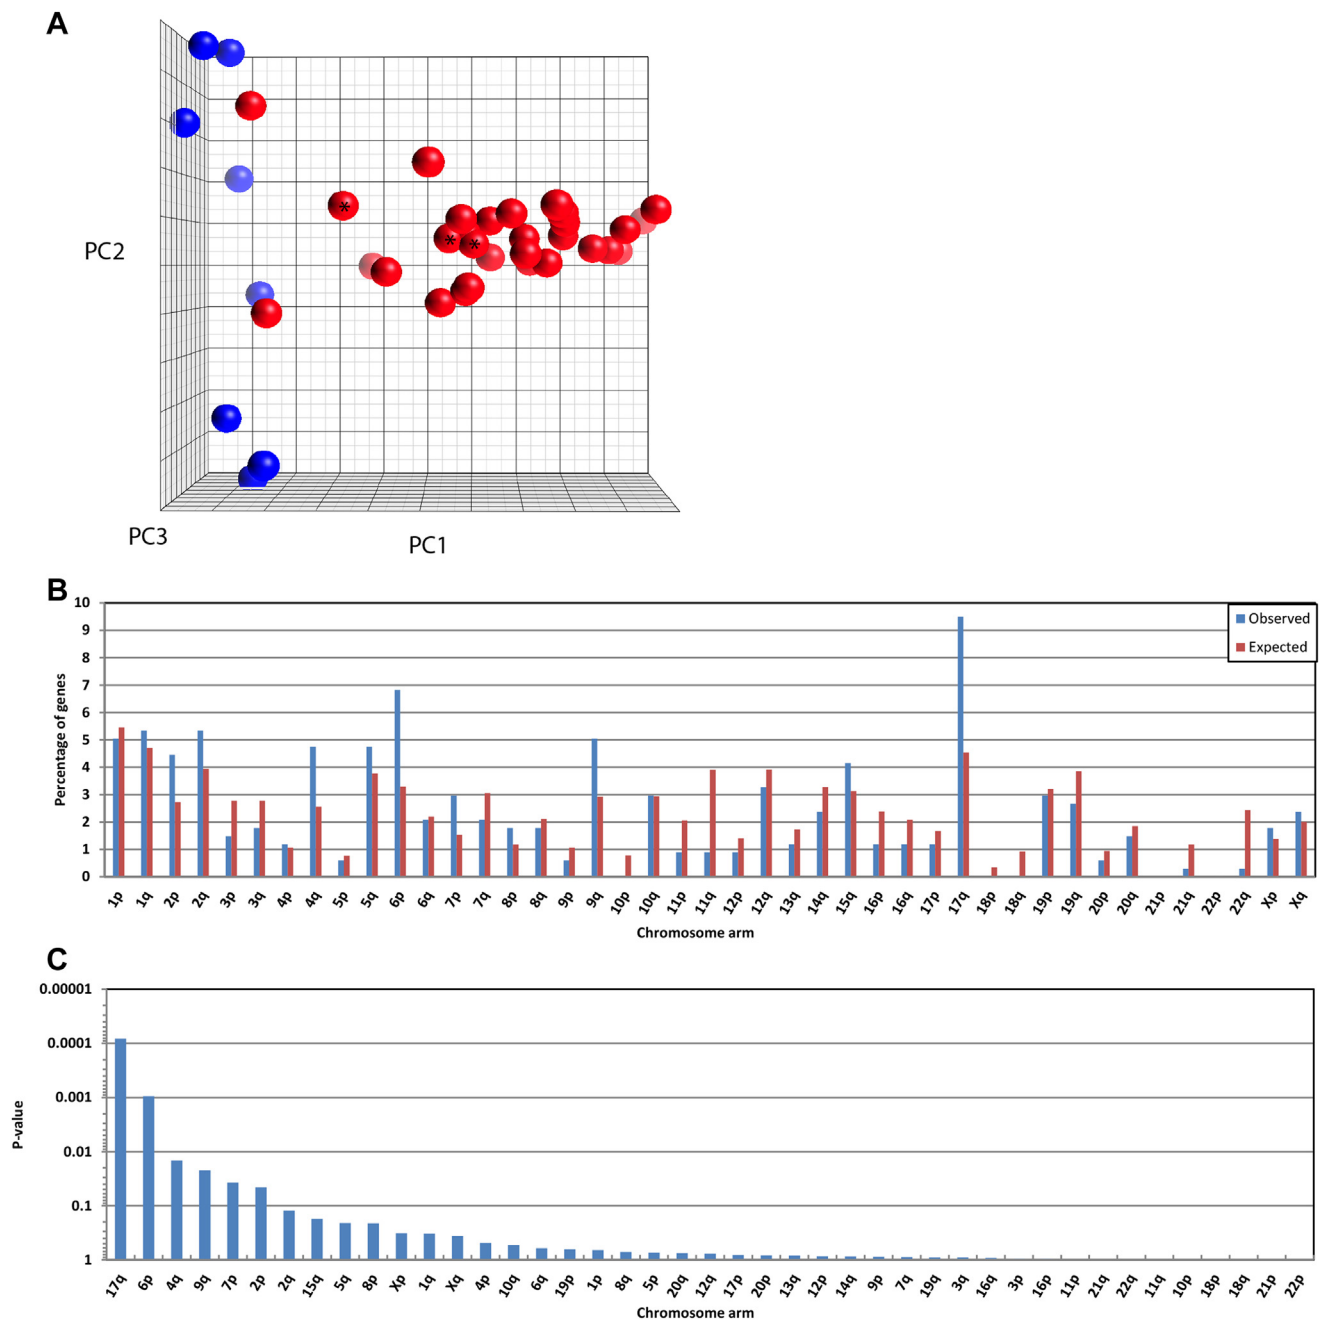 A
*
*
*
PC2
PC3
PC1
B
10
9
8
7
6
5
4
3
2
1
0
Percentage of genes
Observed
Expected
1p 1q 2p 2q 3p 3q 4p 4q 5p 5q 6p 6q 7p 7q 8p 8q 9p 9q 10p 10q 11p 11q 12p 12q 13q 14q 15q 16p 16q 17p 17q 18p 18q 19p 19q 20p 20q 21p 21q 22p 22q Xp Xq
Chromosome arm
C
0.00001
0.0001
0.001
0.01
0.1
1
P-value
17q 6p 4q 9q 7p 2p 2q 15q 5q 8p Xp 1q Xq 4p 10q 6q 19p 1p 8q 5p 20q 12q 17p 20p 13q 12p 14q 9p 7q 19q 3q 16q 3p 16p 11p 21q 22q 11q 10p 18p 18q 21p 22p
Chromosome arm